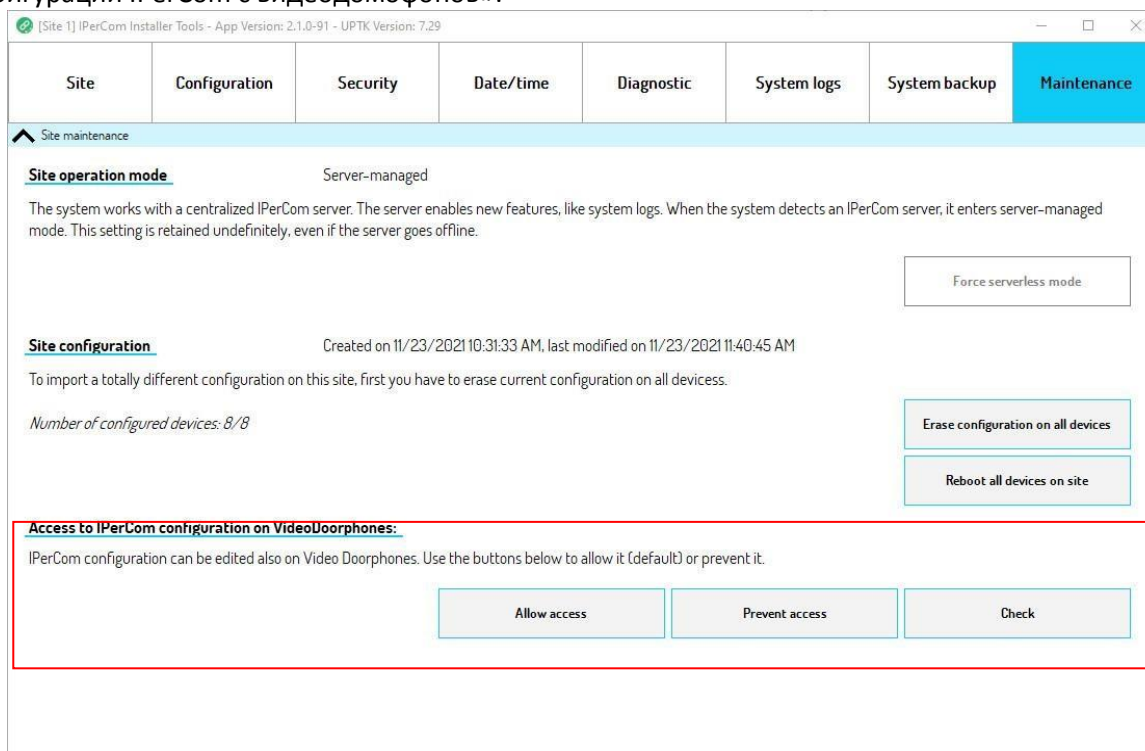 игурации IPerCom с видеодомофонов».
[Site 1] IPerCom Installer Tools - App Version: 2.1.0-91 - UPTK Version: 7.29
Site Configuration Security Date/time Diagnostic System logs System backup Maintenance
Site maintenance
Site operation mode Server-managed
The system works with a centralized IPerCom server. The server enables new features, like system logs. When the system detects an IPerCom server, it enters server-managed
mode. This setting is retained undefinitely, even if the server goes offline.
Force serverless mode
Site configuration Created on 11/23/2021 10:31:33 AM, last modified on 11/23/2021 11:40:45 AM
To import a totally different configuration on this site, first you have to erase current configuration on all devicess.
Number of configured devices: 8/8
Erase configuration on all devices
Reboot all devices on site
Access to IPerCom configuration on VideoDoorphones:
IPerCom configuration can be edited also on Video Doorphones. Use the buttons below to allow it (default) or prevent it.
Allow access Prevent access Check